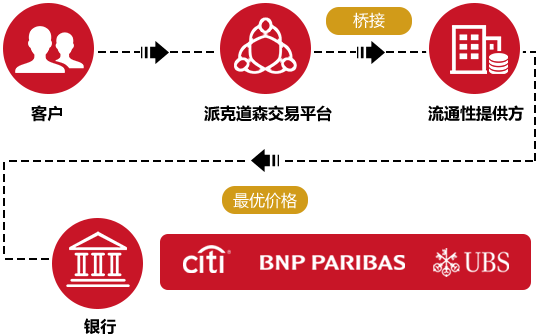 桥接
客户
派克道森交易平台
流通性提供方
最优价格
citi®
BNP PARIBAS
UBS
银行